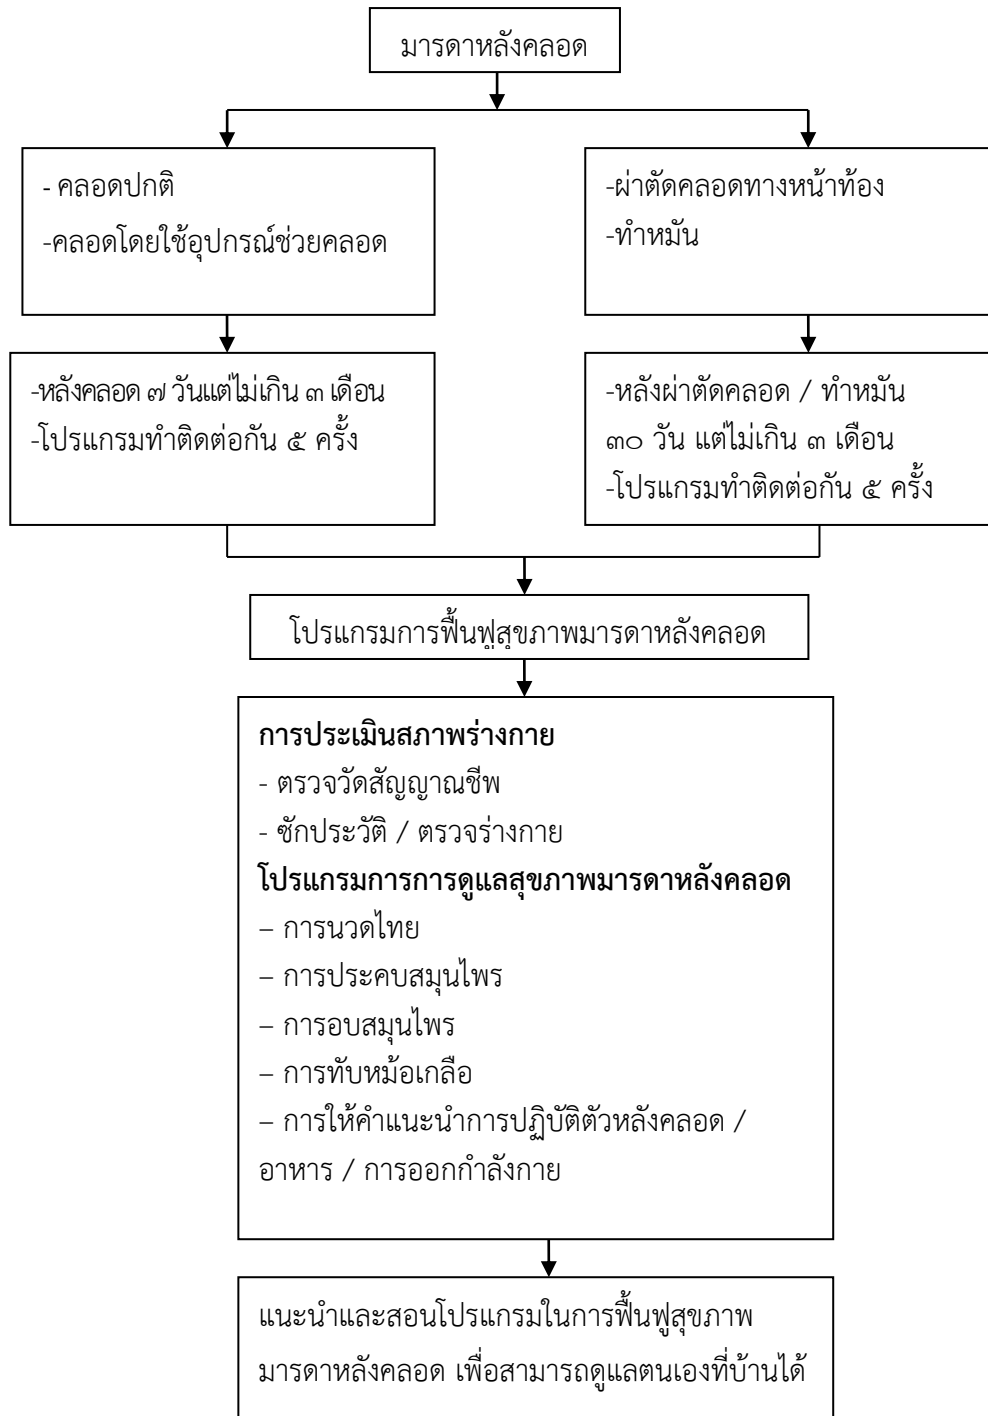 มารดาหลังคลอด
- คลอดปกติ
-คลอดโดยใช้อุปกรณ์ช่วยคลอด
-ผ่าตัดคลอดทางหน้าท้อง
-ทำหมัน
-หลังคลอด ๗ วันแต่ไม่เกิน ๓ เดือน
-โปรแกรมทำติดต่อกัน ๕ ครั้ง
-หลังผ่าตัดคลอด / ทำหมัน
๓๐ วัน แต่ไม่เกิน ๓ เดือน
-โปรแกรมทำติดต่อกัน ๕ ครั้ง
โปรแกรมการฟื้นฟูสุขภาพมารดาหลังคลอด
การประเมินสภาพร่างกาย
- ตรวจวัดสัญญาณชีพ
- ซักประวัติ / ตรวจร่างกาย
โปรแกรมการการดูแลสุขภาพมารดาหลังคลอด
– การนวดไทย
– การประคบสมุนไพร
– การอบสมุนไพร
– การทับหม้อเกลือ
– การให้คำแนะนำการปฏิบัติตัวหลังคลอด /
อาหาร / การออกกำลังกาย
แนะนำและสอนโปรแกรมในการฟื้นฟูสุขภาพ
มารดาหลังคลอด เพื่อสามารถดูแลตนเองที่บ้านได้